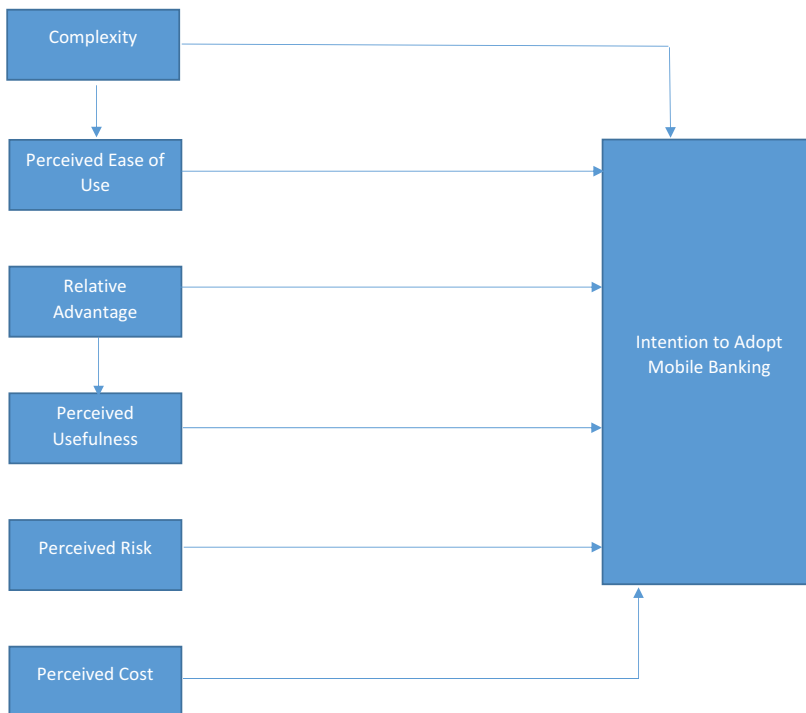 Complexity
Perceived Ease of
Use
Relative
Advantage
Intention to Adopt
Mobile Banking
Perceived
Usefulness
Perceived Risk
Perceived Cost